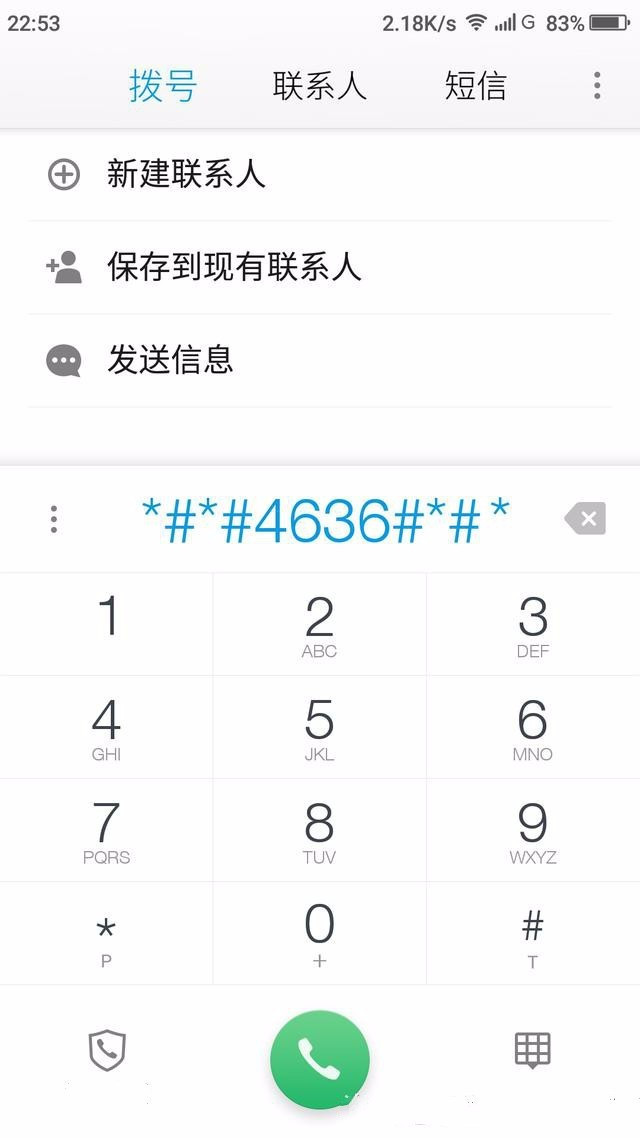 22:53 2.18K/s G 83%
拨号 联系人 短信
新建联系人
保存到现有联系人
发送信息
*#*#4636#*#*
1 2 3
ABC DEF
4 5 6
GHI JKL MNO
7 8 9
PQRS TUV WXYZ
* 0 #
P + T